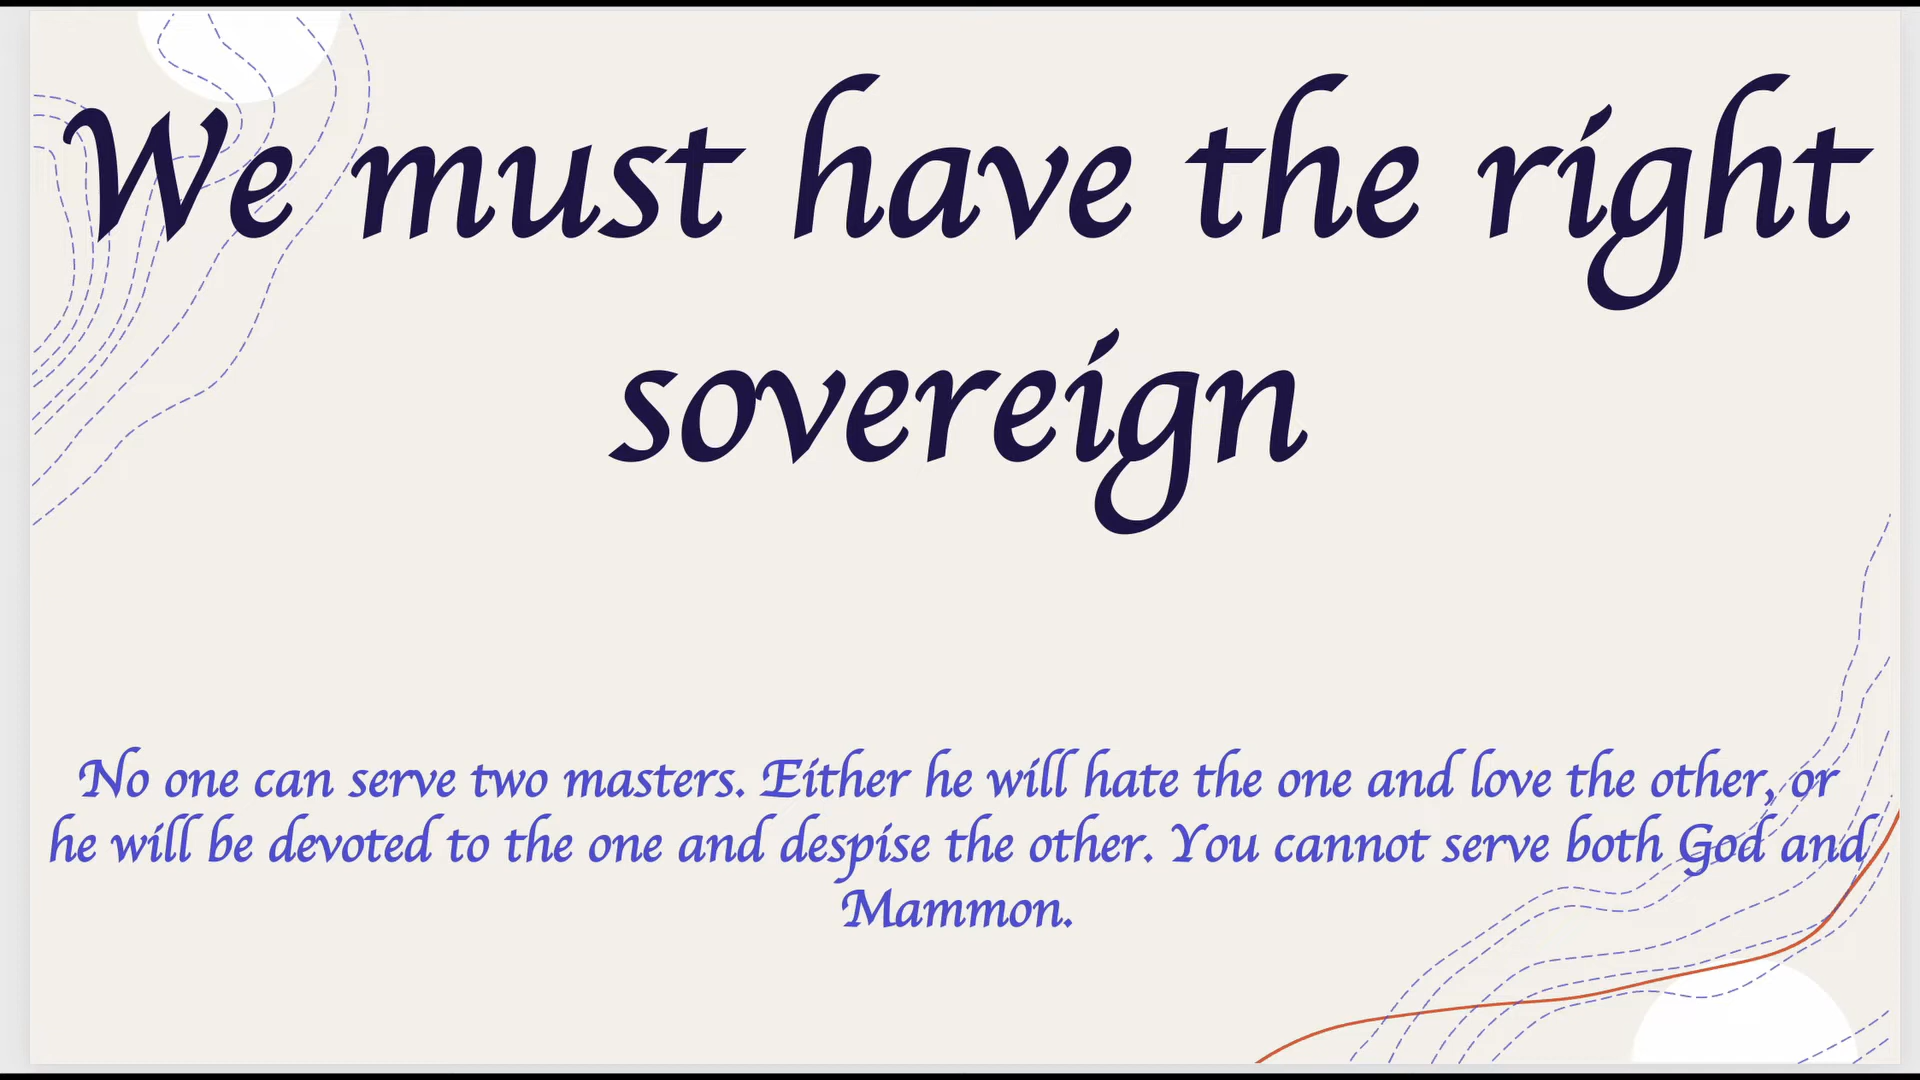 We must have the right
sovereign
No one can serve two masters. Either he will hate the one and love the other, or
he will be devoted to the one and despise the other. You cannot serve both God and
Mammon.